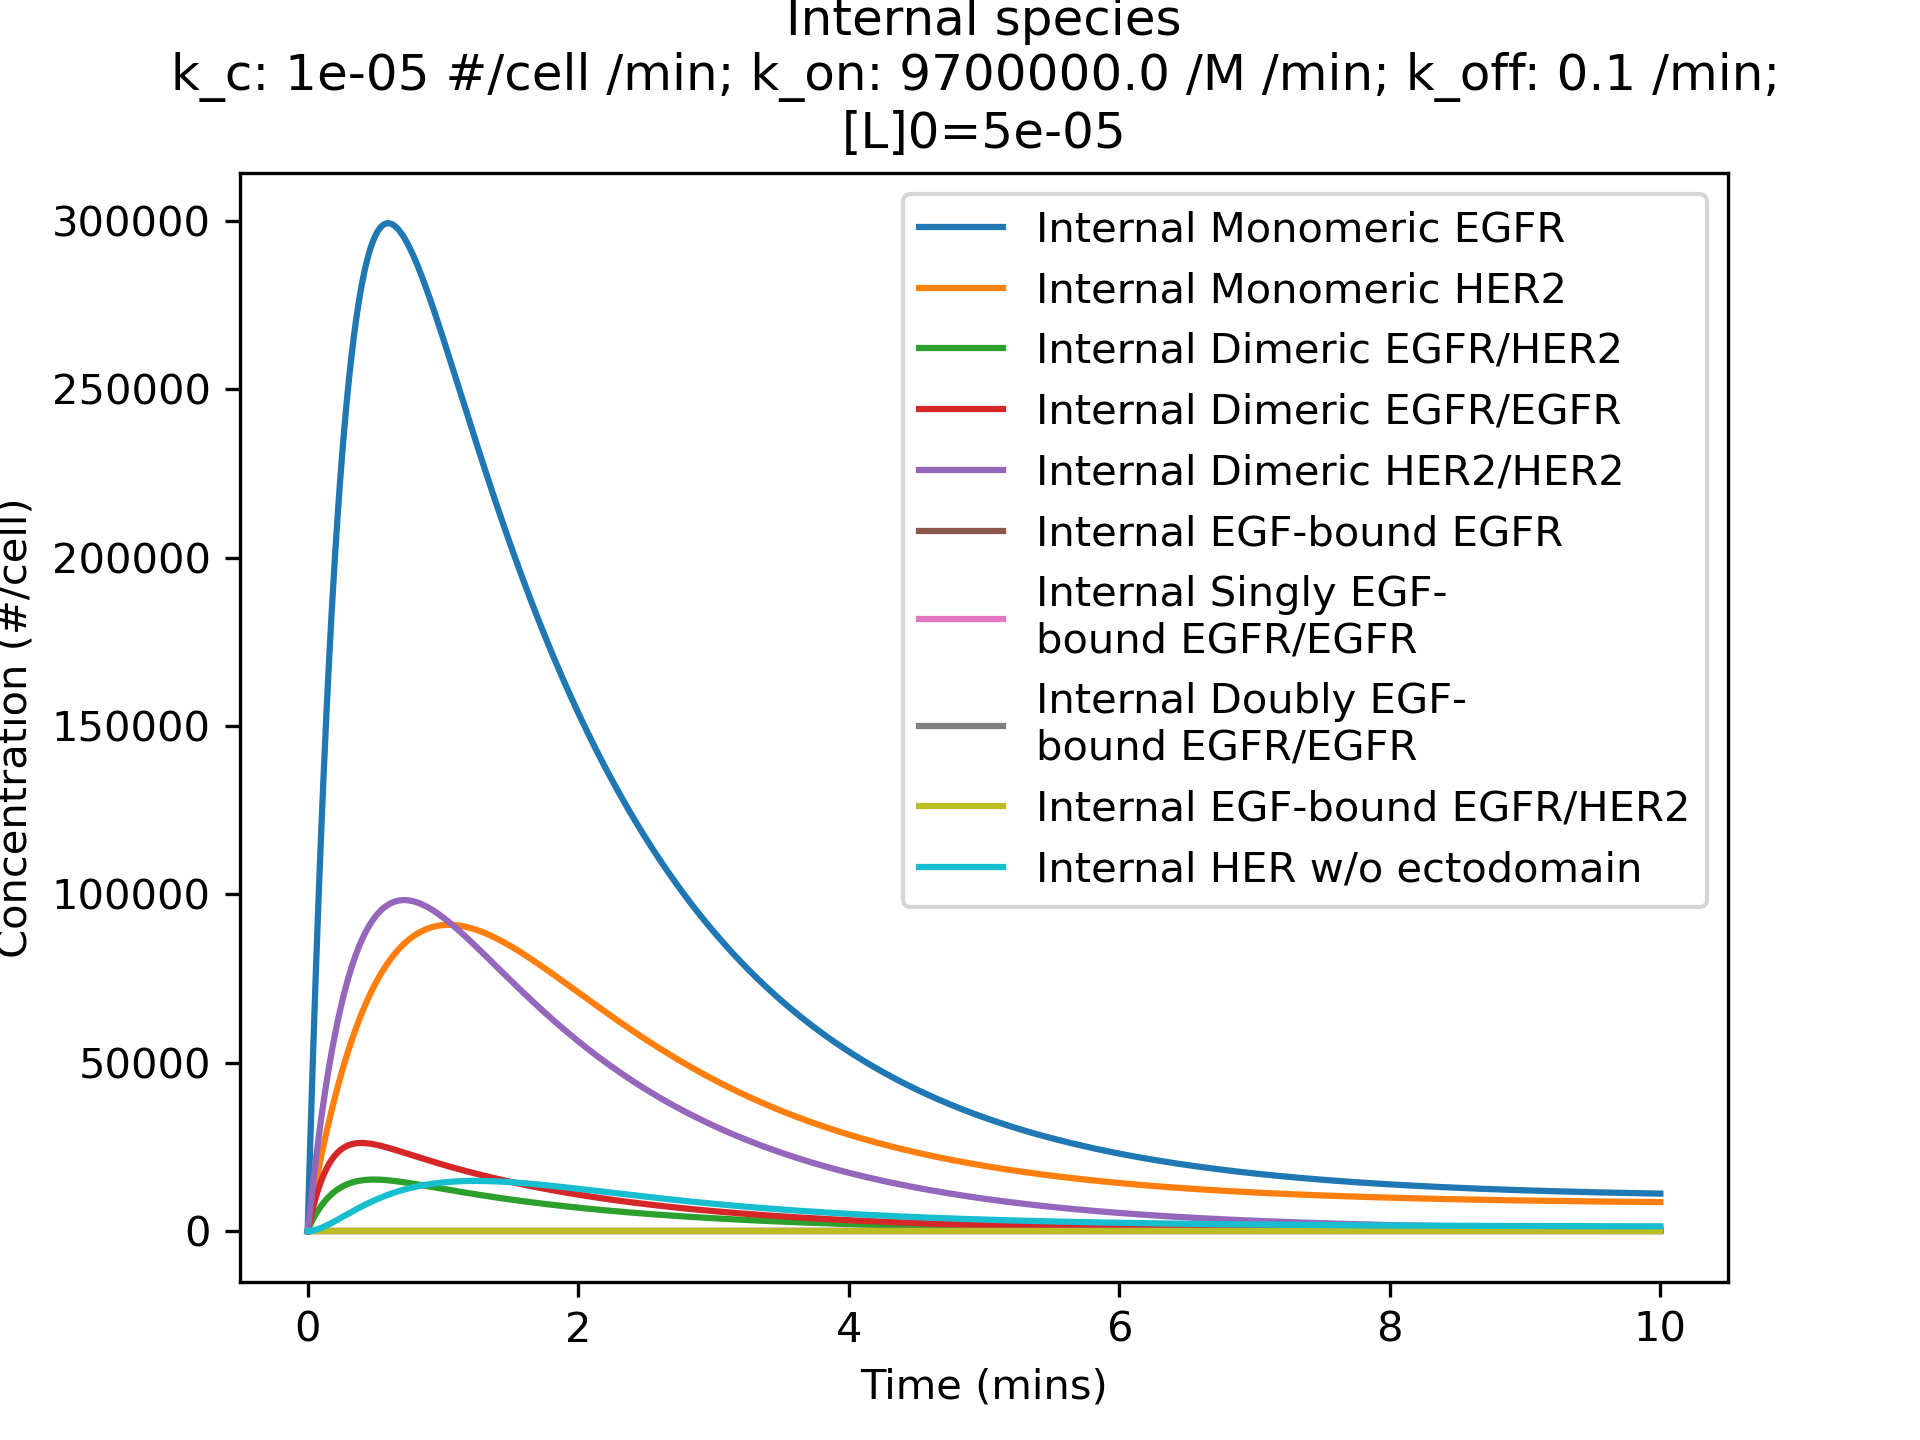 Internal species
k_c: 1e-05 #/cell /min; k_on: 9700000.0 /M /min; k_off: 0.1 /min;
[L]0=5e-05
300000
250000
200000
150000
100000
50000
0
Concentration (#/cell)
Internal Monomeric EGFR
Internal Monomeric HER2
Internal Dimeric EGFR/HER2
Internal Dimeric EGFR/EGFR
Internal Dimeric HER2/HER2
Internal EGF-bound EGFR
Internal Singly EGF-
bound EGFR/EGFR
Internal Doubly EGF-
bound EGFR/EGFR
Internal EGF-bound EGFR/HER2
Internal HER w/o ectodomain
0 2 4 6 8 10
Time (mins)